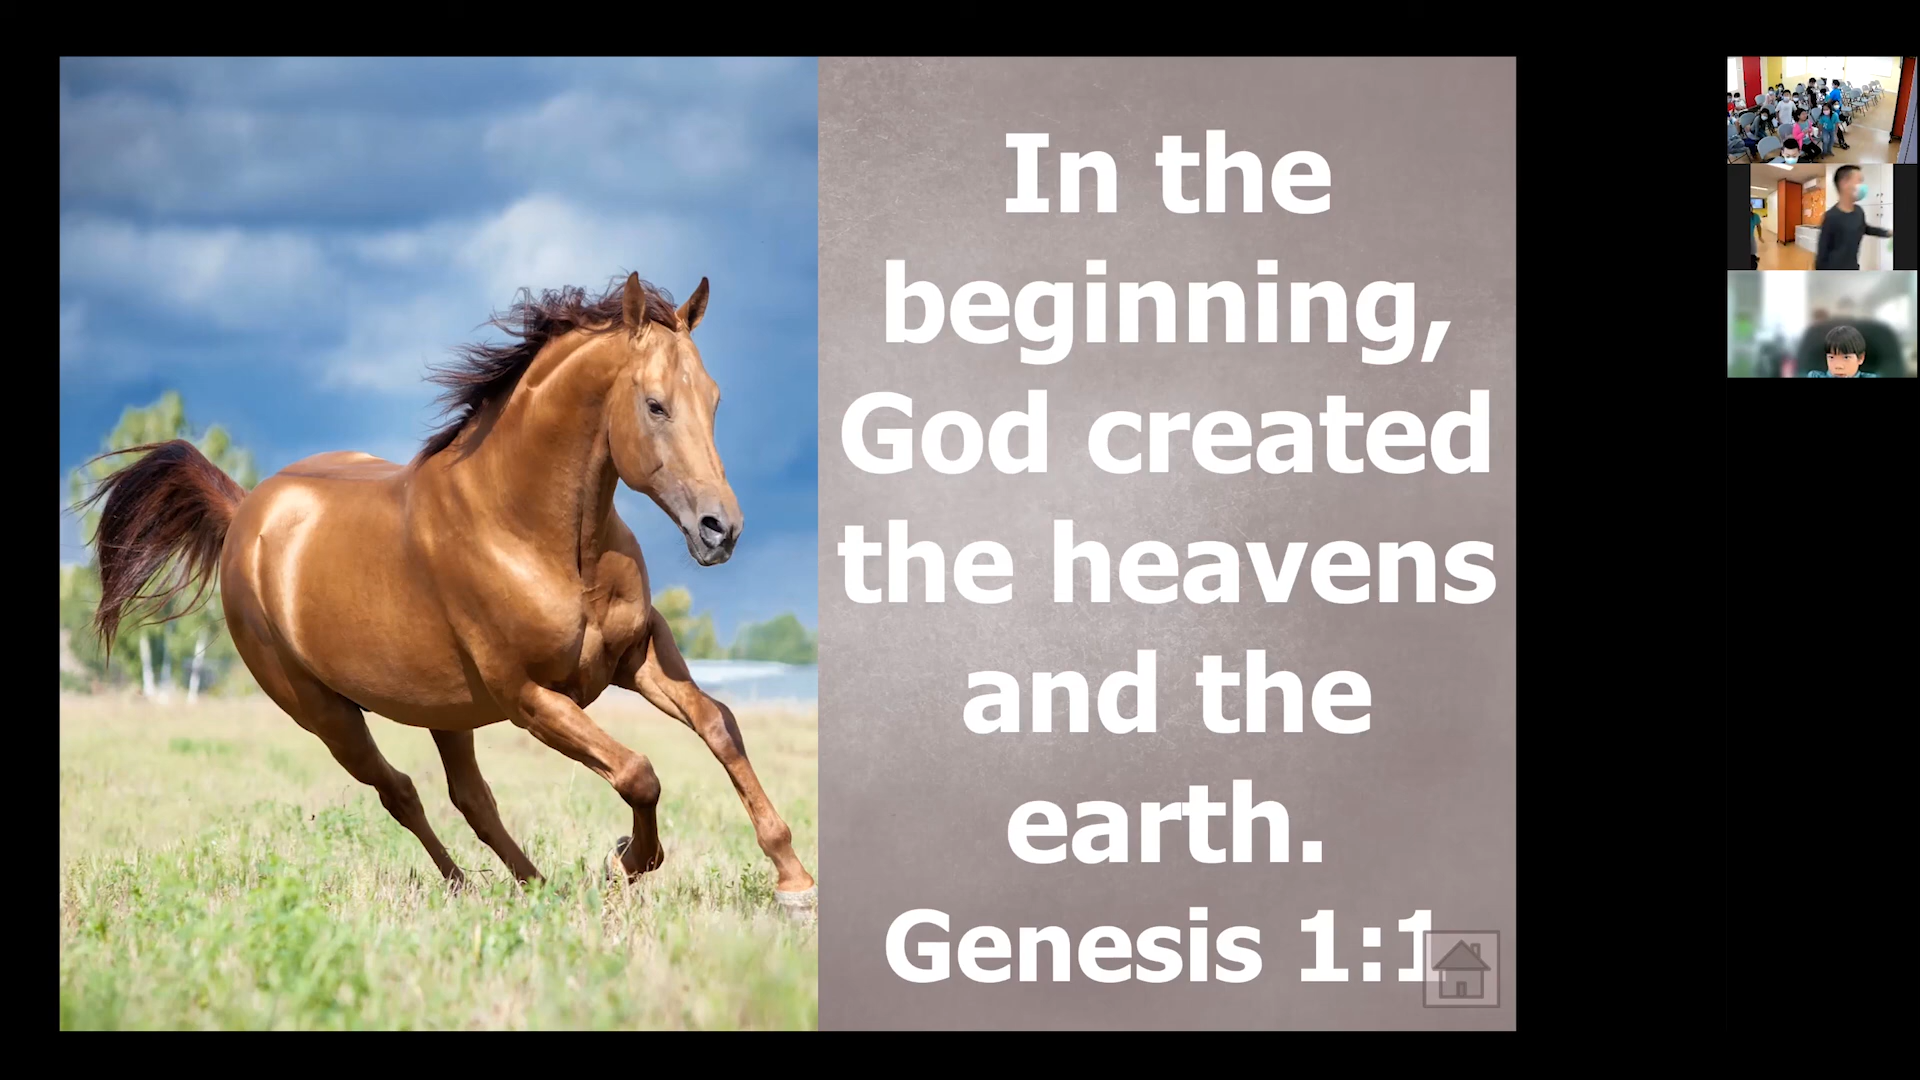 In the
beginning,
God created
the heavens
and the
earth.
Genesis 1:1